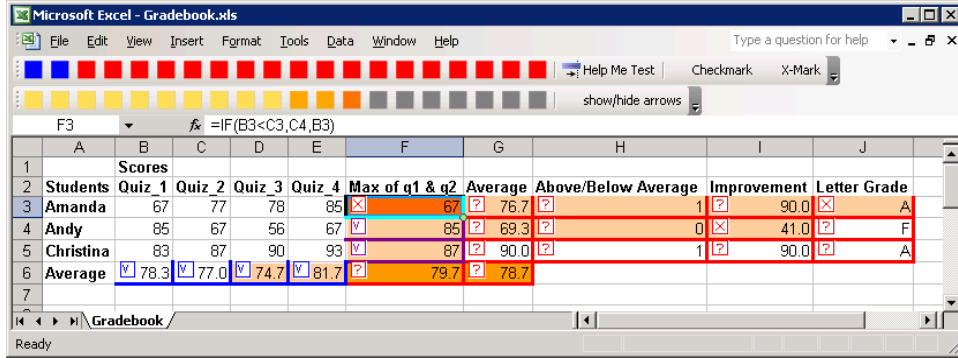 Microsoft Excel - Gradebook.xls
File Edit View Insert Format Tools Data Window Help Type a question for help
Help Me Test Checkmark X-Mark
show/hide arrows
F3 fx =IF(B3<C3,C4,B3)
A B C D E F G H I J
1 Scores
2 Students Quiz_1 Quiz_2 Quiz_3 Quiz_4 Max of q1 & q2 Average Above/Below Average Improvement Letter Grade
3 Amanda 67 77 78 85 X 67 ? 76.7 ? 1 ? 90.0 X A
4 Andy 85 67 56 67 V 85 ? 69.3 ? 0 X 41.0 ? F
5 Christina 83 87 90 93 V 87 ? 90.0 ? 1 ? 90.0 ? A
6 Average V 78.3 V 77.0 V 74.7 V 81.7 ? 79.7 ? 78.7
7
Gradebook
Ready